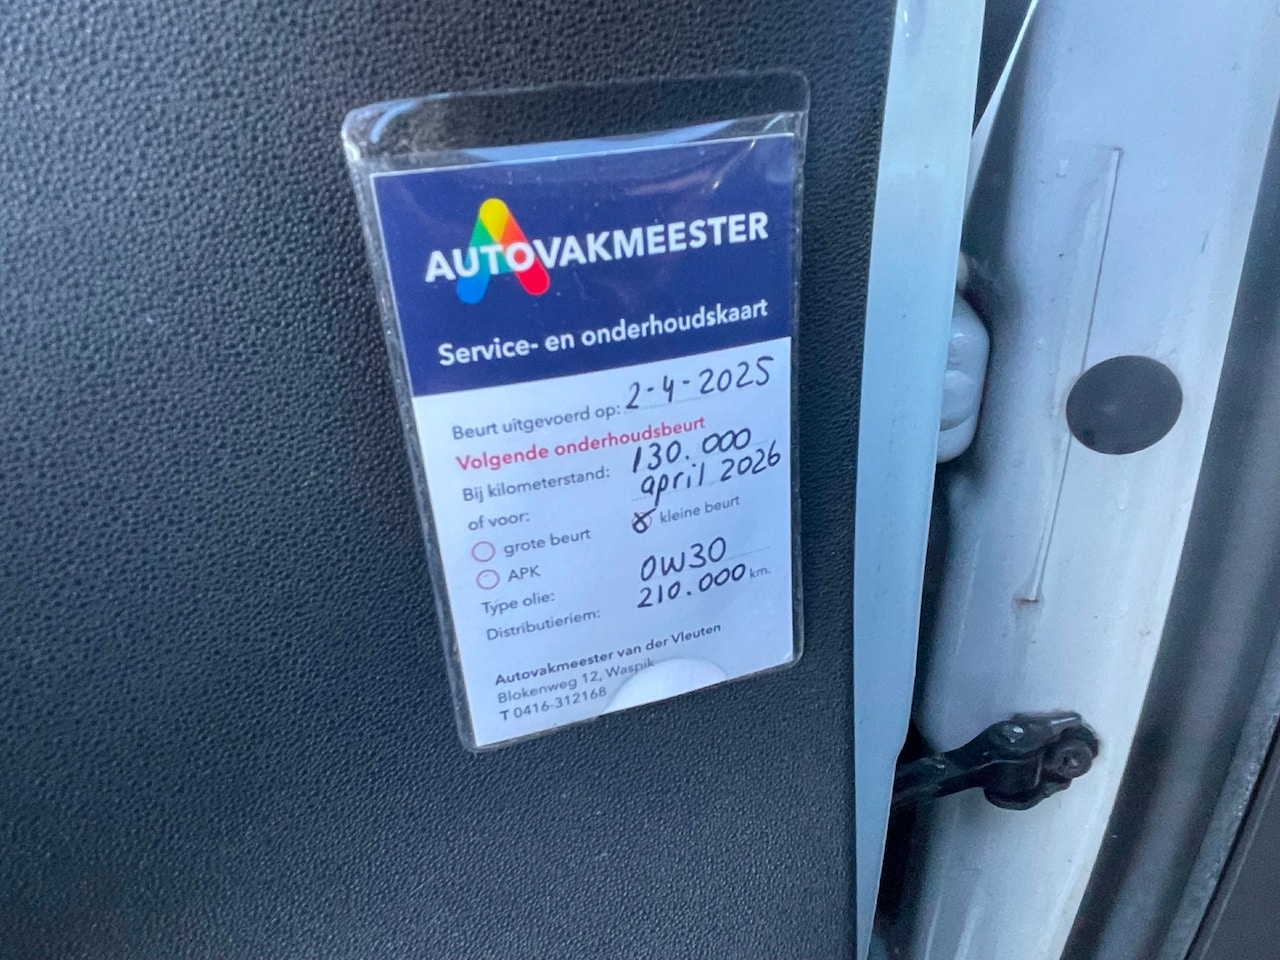 AUTOVAKMEESTER
Service- en onderhoudskaart
Beurt uitgevoerd op: 2-4-2025
Volgende onderhoudsbeurt
Bij kilometerstand: 130.000
of voor: april 2026
grote beurt kleine beurt
APK
Type olie: 0W30
Distributieriem: 210.000 km.
Autovakmeester van der Vleuten
Blokenweg 12, Waspik
T 0416-312168